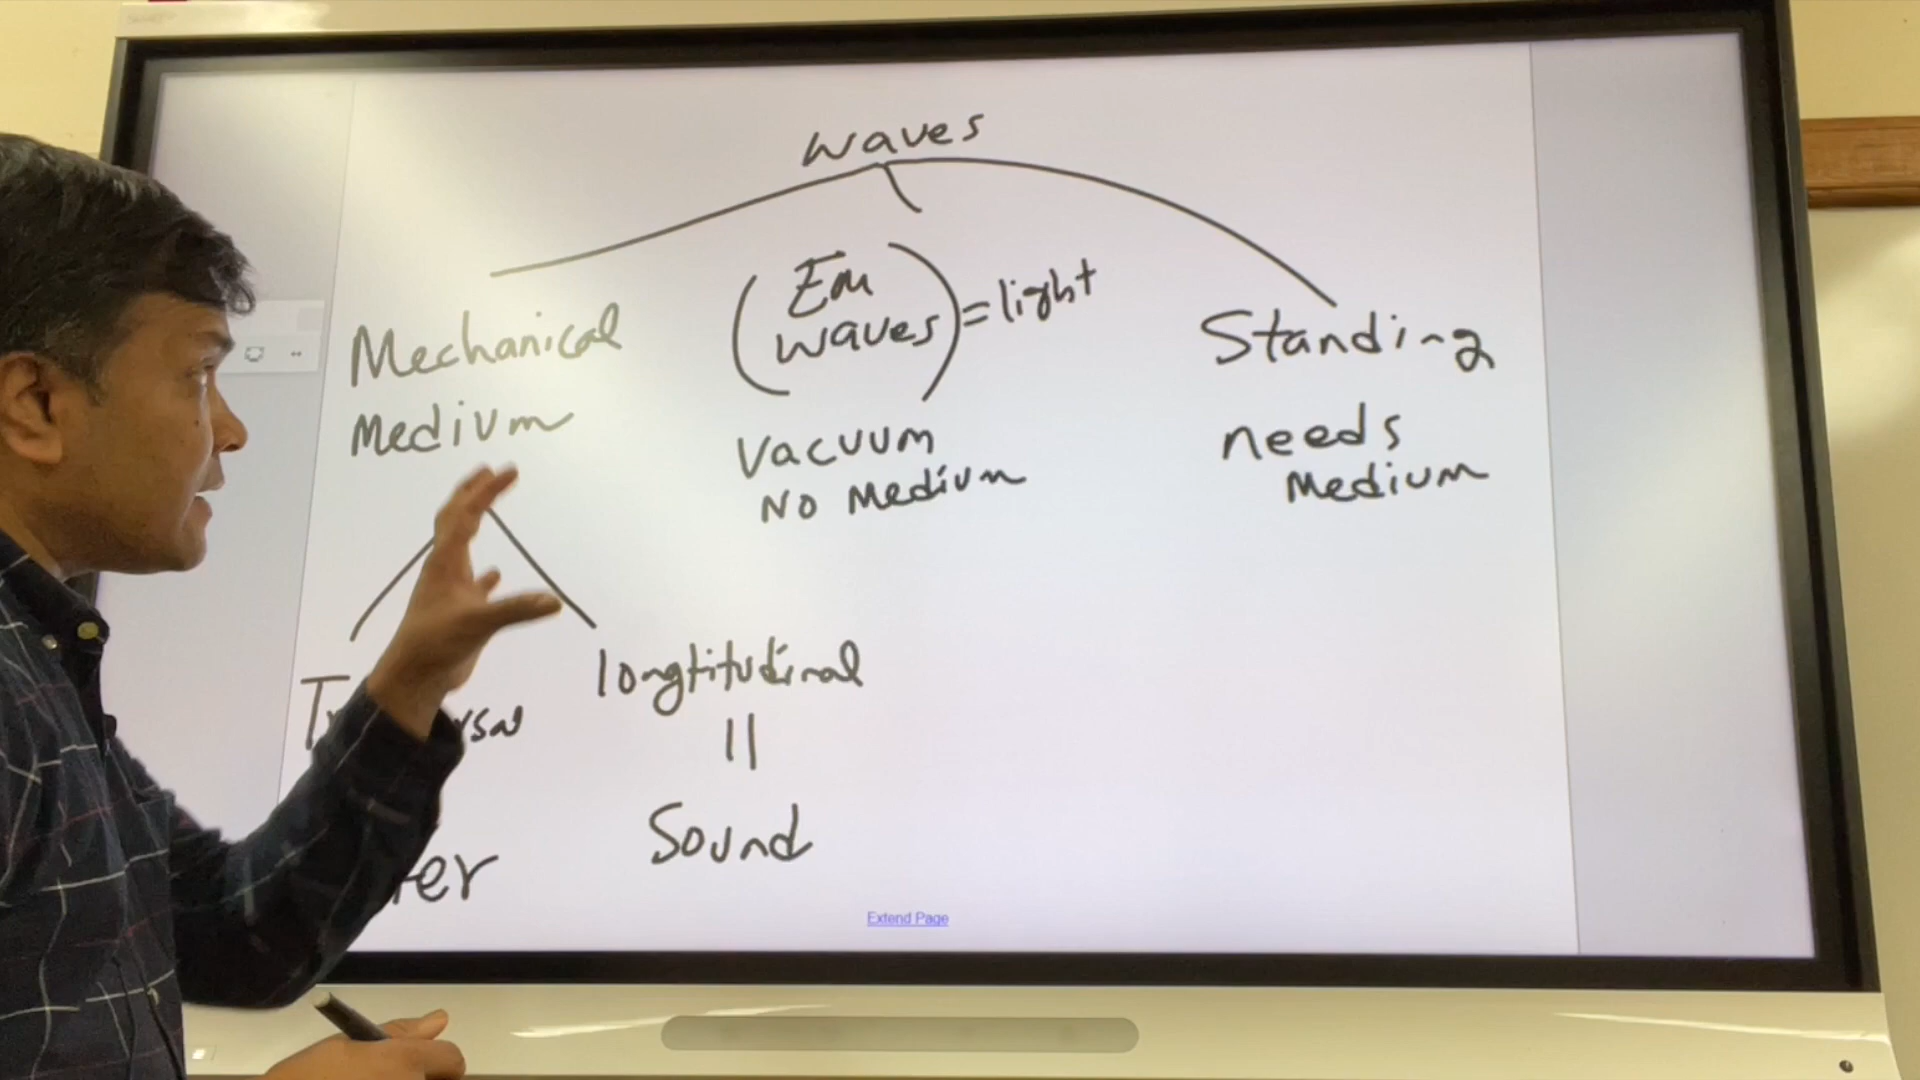 waves
Em
waves = light
Mechanical
Medium
Vacuum
No Medium
Standing
needs
Medium
longtitudinal
||
Sound
Extend Page